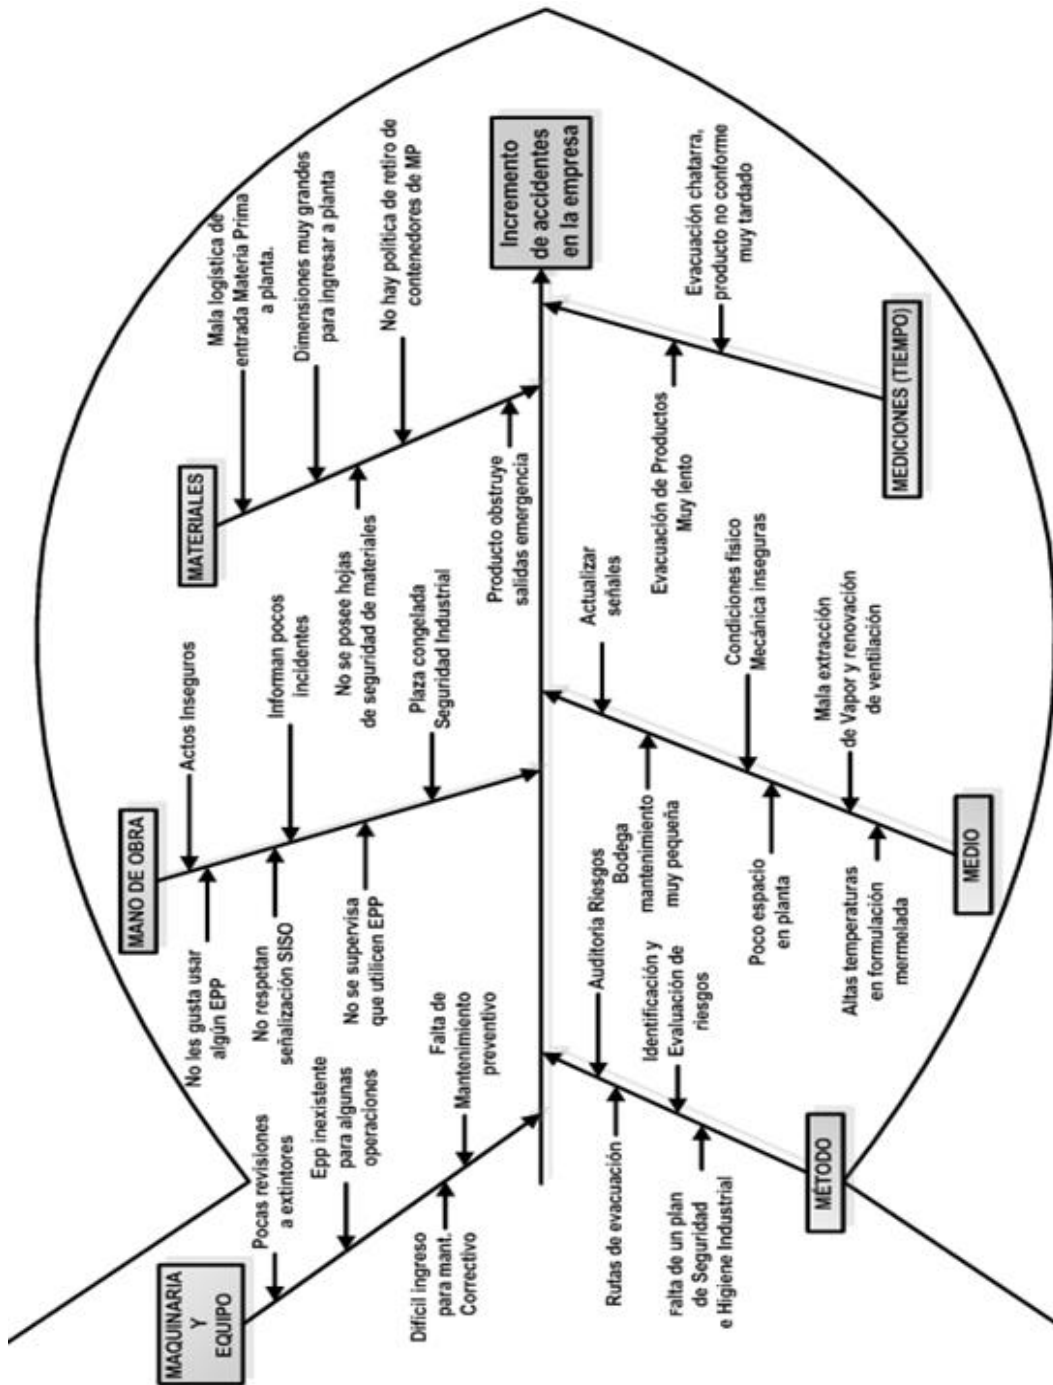 MAQUINARIA
Y
EQUIPO
Pocas revisiones
a extintores
Epp inexistente
para algunas
operaciones
Dificil ingreso
para mant.
Correctivo
Falta de
Mantenimiento
preventivo
MANO DE OBRA
Actos Inseguros
No les gusta usar
algún EPP
Informan pocos
incidentes
No respetan
señalización SISO
No se supervisa
que utilicen EPP
Plaza congelada
Seguridad Industrial
MATERIALES
Mala logística de
entrada Materia Prima
a planta.
Dimensiones muy grandes
para ingresar a planta
No hay política de retiro de
contenedores de MP
No se posee hojas
de seguridad de materiales
Producto obstruye
salidas emergencia
Incremento
de accidentes
en la empresa
Auditoria Riesgos
Rutas de evacuación
Identificación y
Evaluación de
riesgos
Falta de un plan
de Seguridad
e Higiene Industrial
MÉTODO
Actualizar
señales
Bodega
mantenimiento
muy pequeña
Condiciones físico
Mecánica inseguras
Poco espacio
en planta
Mala extracción
de Vapor y renovación
de ventilación
Altas temperaturas
en formulación
mermelada
MEDIO
Evacuación de Productos
Muy lento
Evacuación chatarra,
producto no conforme
muy tardado
MEDICIONES (TIEMPO)